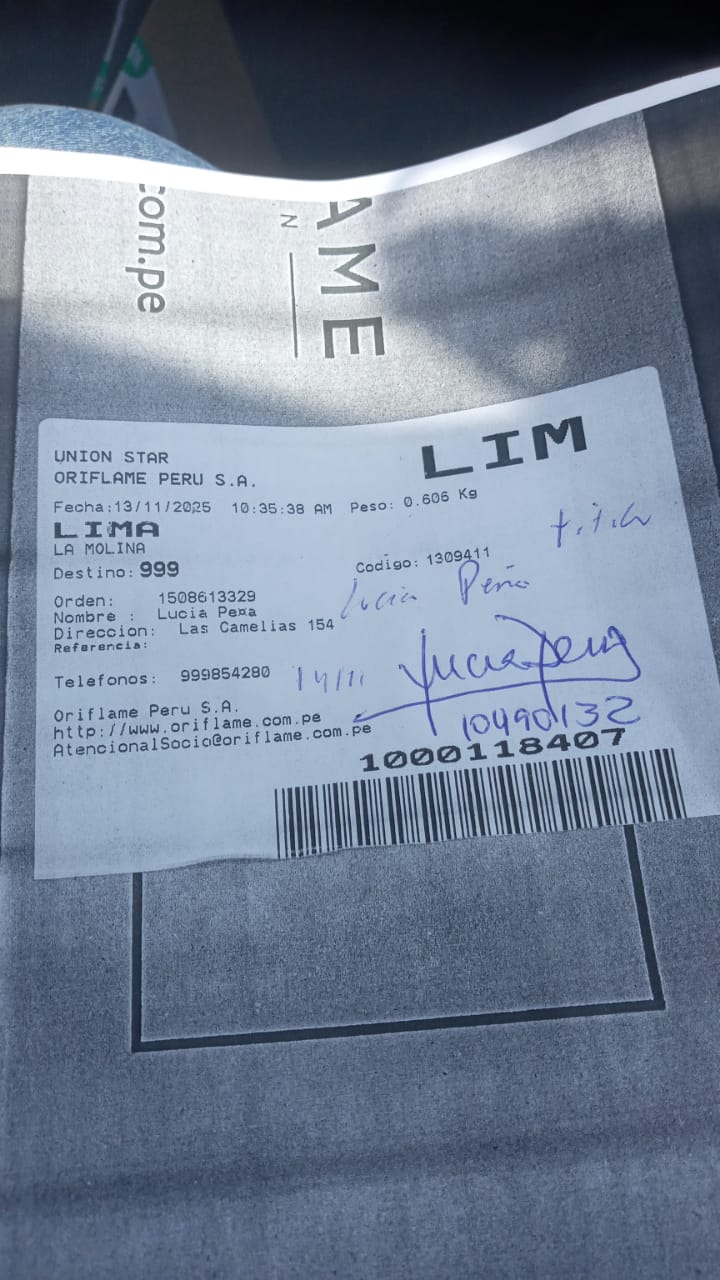 .com.pe
AME
N
UNION STAR
ORIFLAME PERU S.A.
LIM
Fecha:13/11/2025 10:35:38 AM Peso: 0.606 Kg
LIMA
LA MOLINA
Destino: 999
Codigo: 1309411
Orden: 1508613329
Nombre : Lucia Pexa
Direccion: Las Camelias 154
Referencia:
Lucia Peña
Telefonos: 999854280
14/11
Lucia Peña
10490132
Oriflame Peru S.A.
http://www.oriflame.com.pe
AtencionalSocio@oriflame.com.pe
1000118407